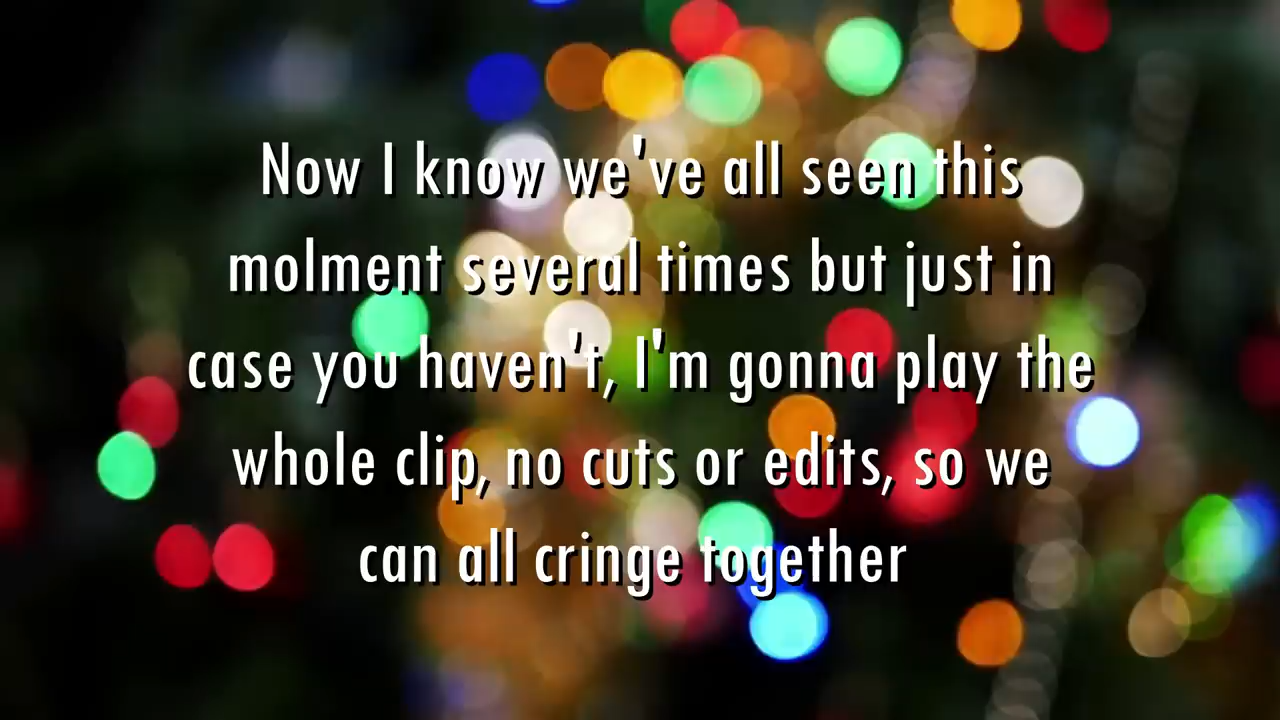 Now I know we've all seen this
molment several times but just in
case you haven't, I'm gonna play the
whole clip, no cuts or edits, so we
can all cringe together